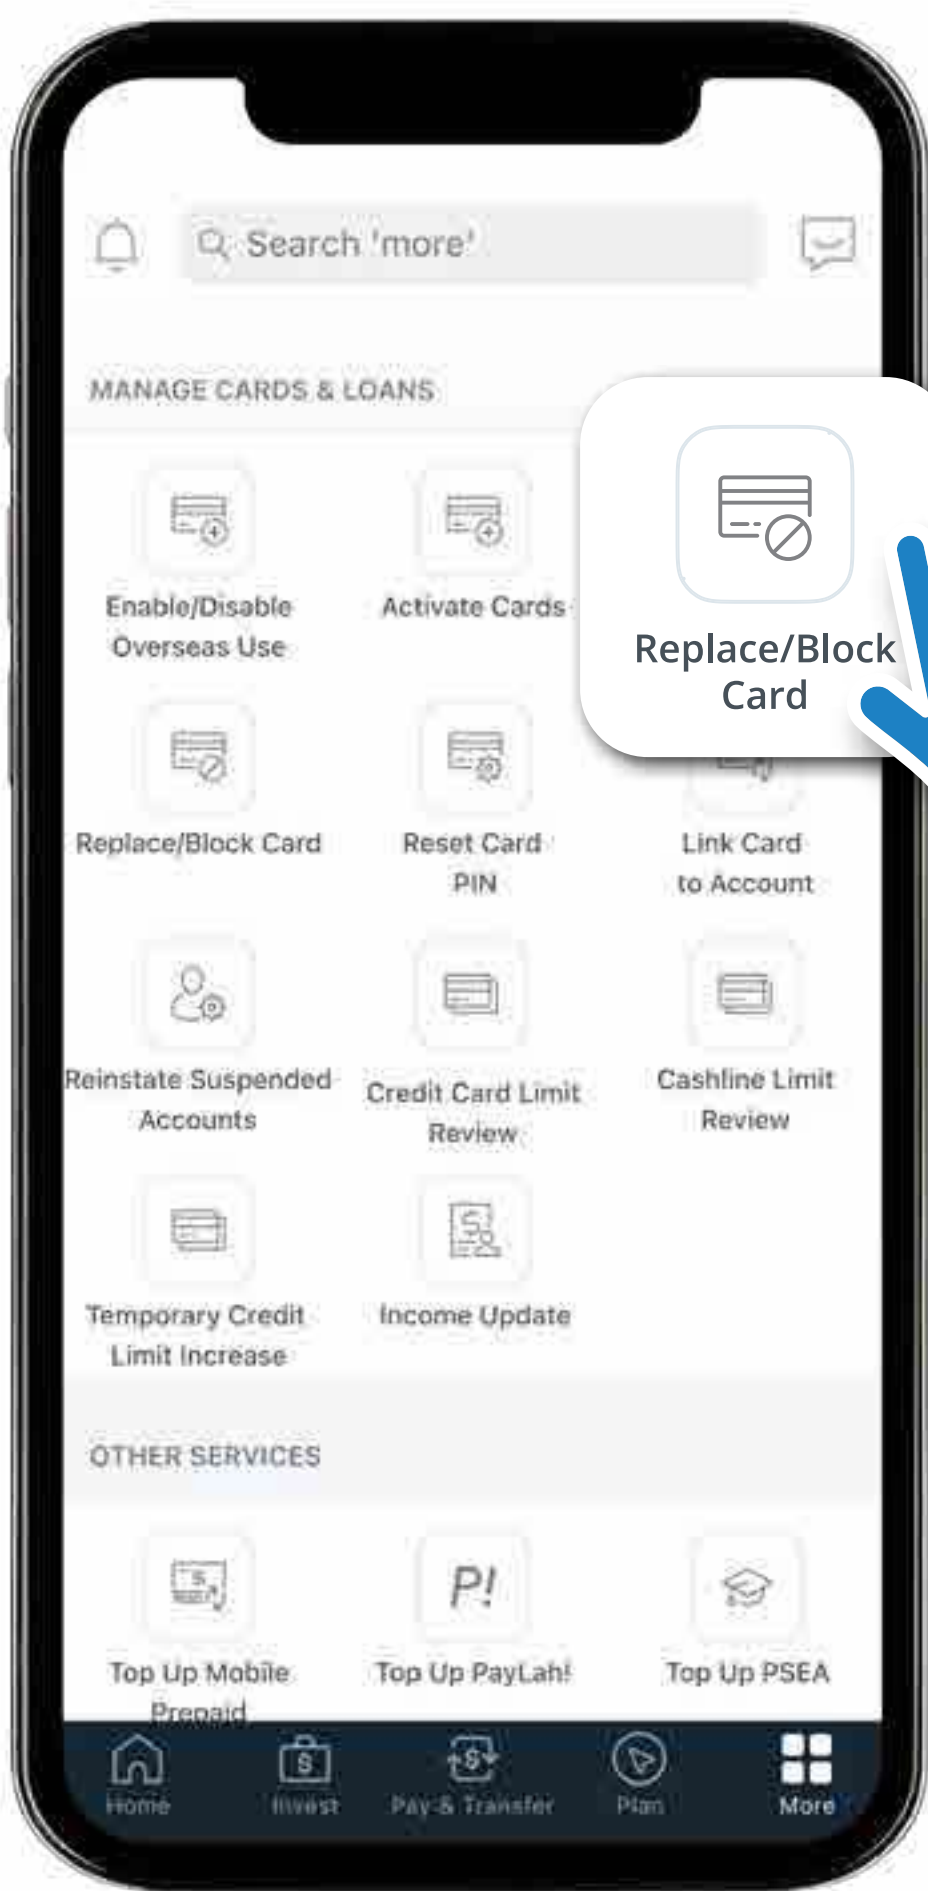 Search 'more'
MANAGE CARDS & LOANS
Enable/Disable
Overseas Use
Activate Cards
Replace/Block
Card
Replace/Block Card
Reset Card
PIN
Link Card
to Account
Reinstate Suspended
Accounts
Credit Card Limit
Review
Cashline Limit
Review
Temporary Credit
Limit Increase
Income Update
OTHER SERVICES
P!
Top Up Mobile
Prepaid
Top Up PayLah!
Top Up PSEA
Home
Invest
Pay & Transfer
Plan
More